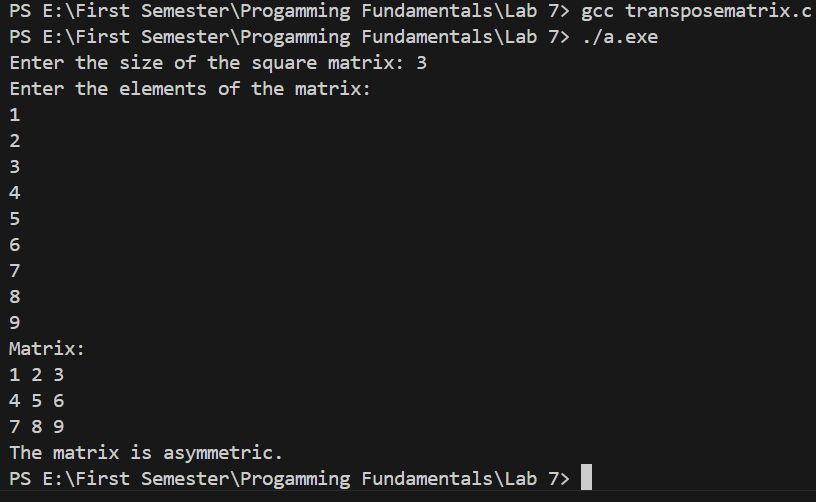 PS E:\First Semester\Progamming Fundamentals\Lab 7> gcc transposematrix.c
PS E:\First Semester\Progamming Fundamentals\Lab 7> ./a.exe
Enter the size of the square matrix: 3
Enter the elements of the matrix:
1
2
3
4
5
6
7
8
9
Matrix:
1 2 3
4 5 6
7 8 9
The matrix is asymmetric.
PS E:\First Semester\Progamming Fundamentals\Lab 7>